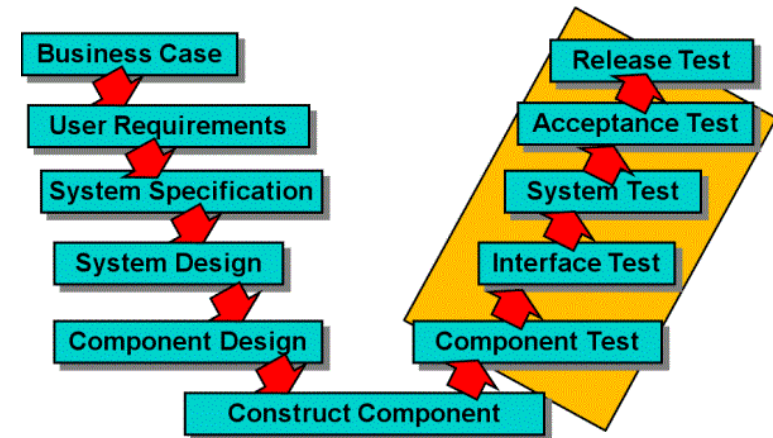 Business Case
User Requirements
System Specification
System Design
Component Design
Construct Component
Release Test
Acceptance Test
System Test
Interface Test
Component Test